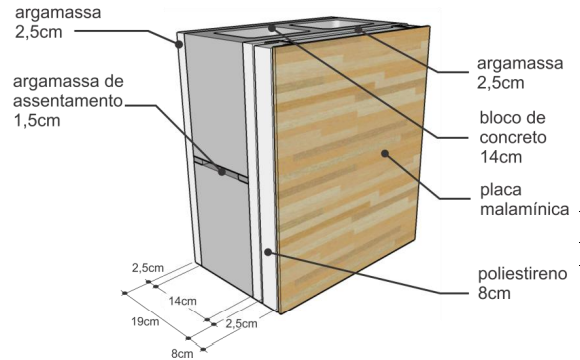 argamassa
2,5cm
argamassa de
assentamento
1,5cm
argamassa
2,5cm
bloco de
concreto
14cm
placa
malamínica
poliestireno
8cm
2,5cm
14cm
19cm
2,5cm
8cm